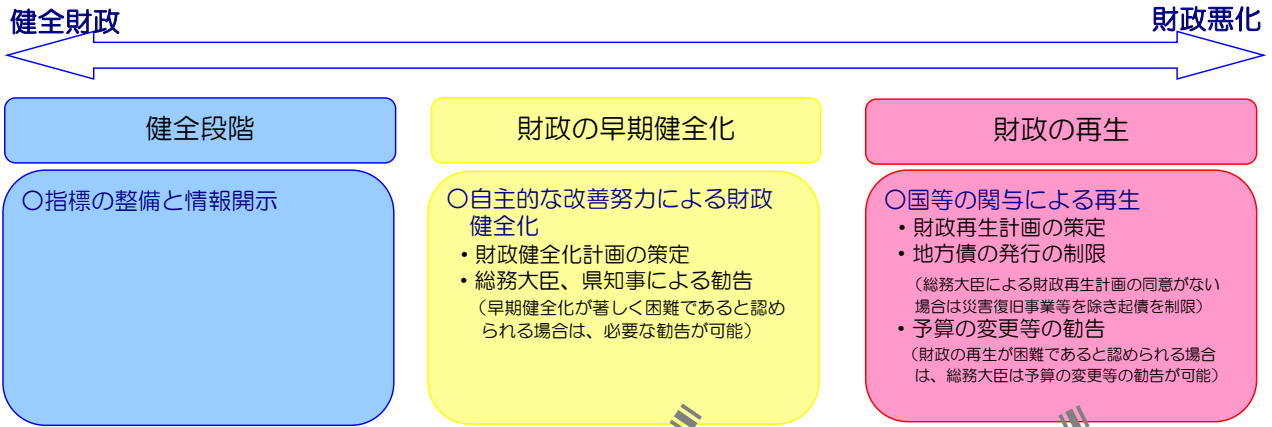 健全財政
財政悪化
健全段階
〇指標の整備と情報開示
財政の早期健全化
〇自主的な改善努力による財政
健全化
・財政健全化計画の策定
・総務大臣、県知事による勧告
（早期健全化が著しく困難であると認め
られる場合は、必要な勧告が可能）
財政の再生
〇国等の関与による再生
・財政再生計画の策定
・地方債の発行の制限
（総務大臣による財政再生計画の同意がない
場合は災害復旧事業等を除き起債を制限）
・予算の変更等の勧告
（財政の再生が困難であると認められる場合
は、総務大臣は予算の変更等の勧告が可能）